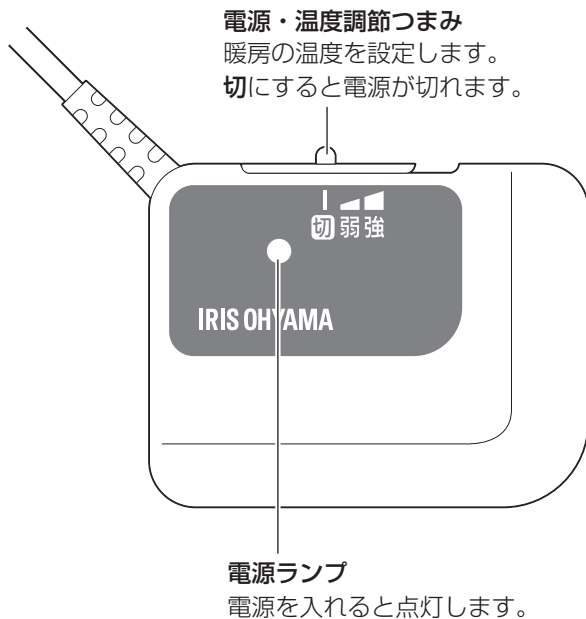 電源・温度調節つまみ
暖房の温度を設定します。
切にすると電源が切れます。
切 弱 強
IRIS OHYAMA
電源ランプ
電源を入れると点灯します。